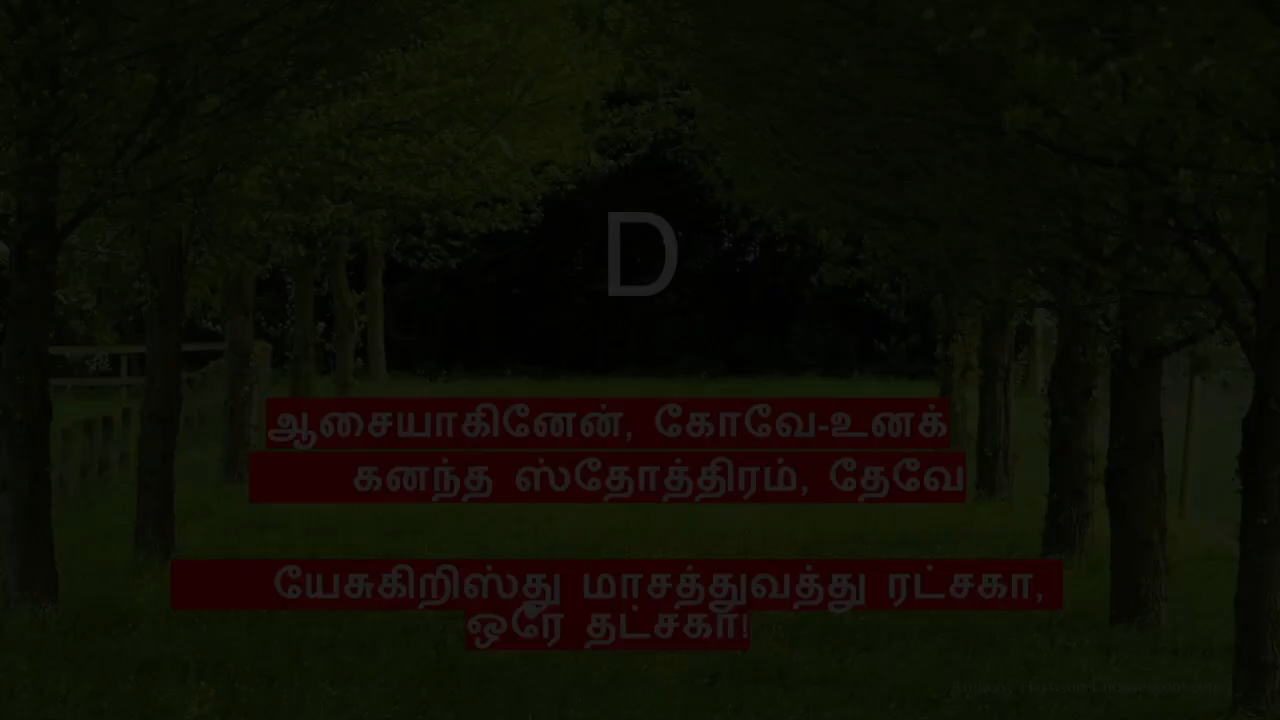 D
ஆசையாகினேன், கோவே-உனக்
கனந்த ஸ்தோத்திரம், தேவே
யேசுகிறிஸ்து மாசத்துவத்து ரட்சகா,
ஒரே தட்சகா!